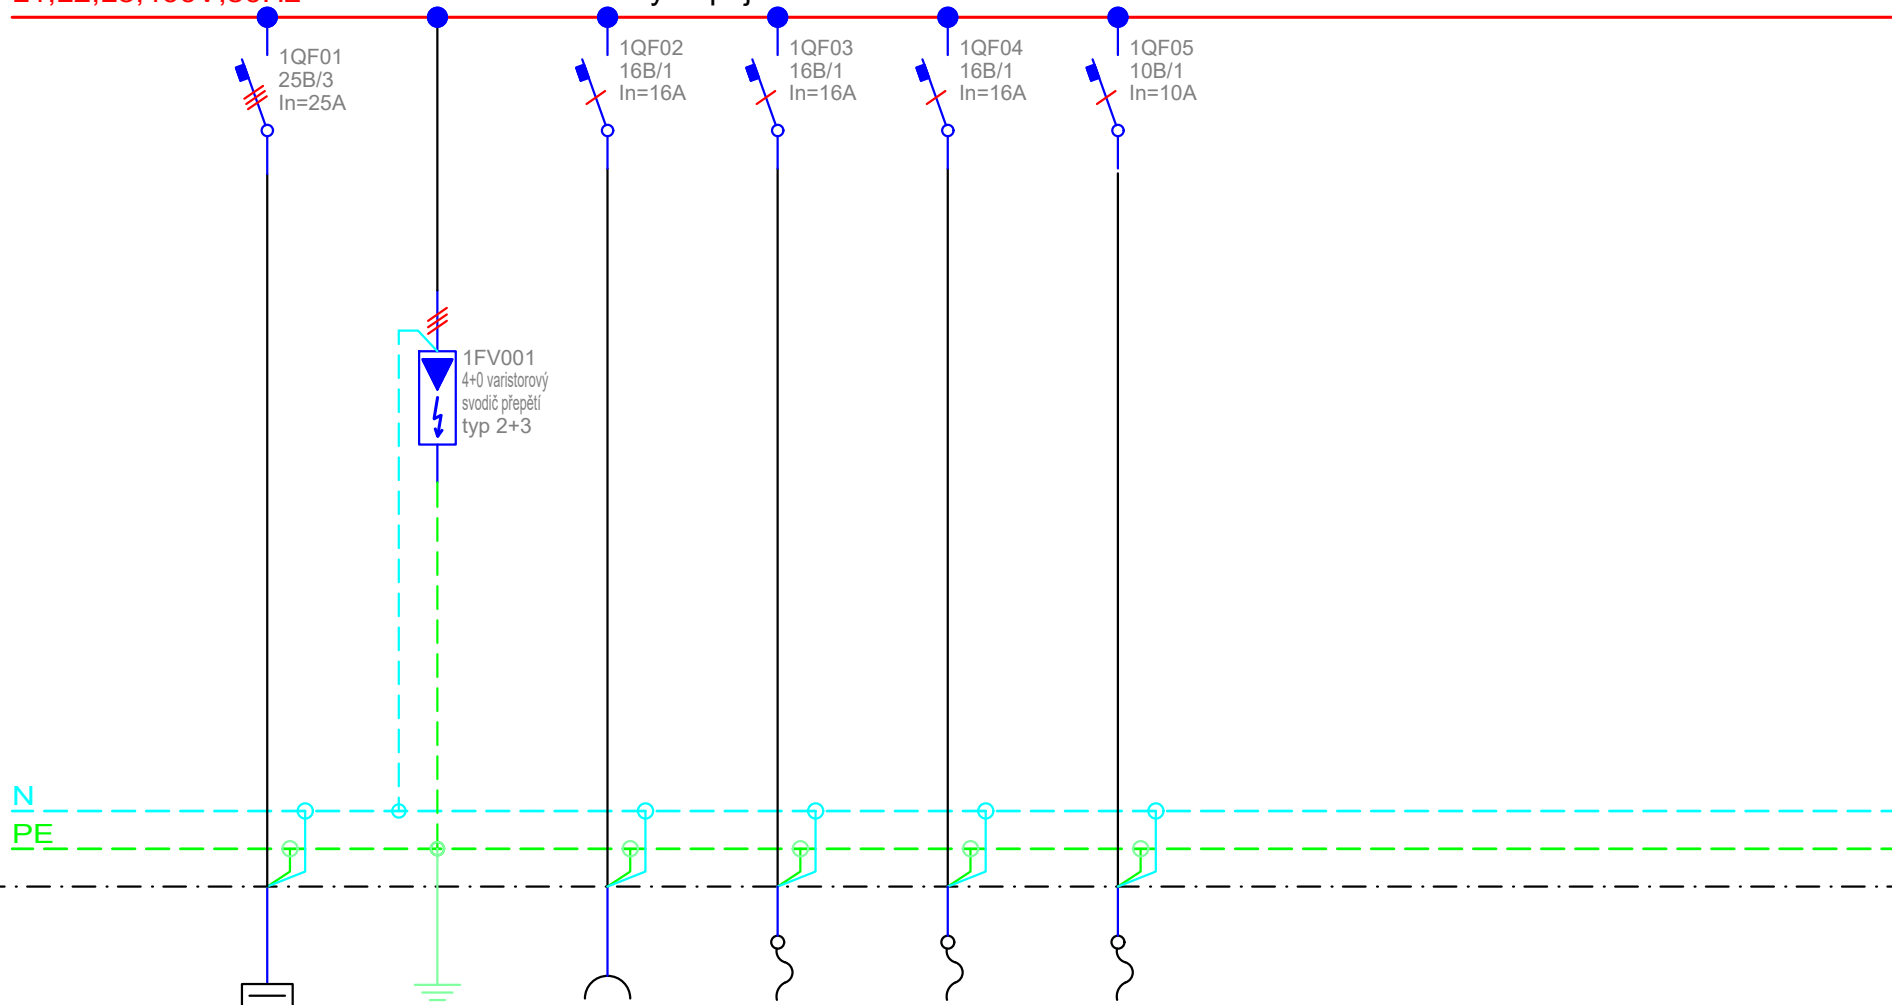 1QF01
25B/3
In=25A
1QF02
16B/1
In=16A
1QF03
16B/1
In=16A
1QF04
16B/1
In=16A
1QF05
10B/1
In=10A
1FV001
4+0 varistorový
svodič přepětí
typ 2+3
N
PE